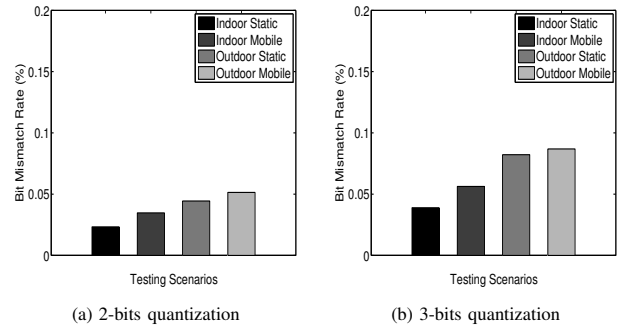 0.2
0.15
0.1
0.05
0
Bit Mismatch Rate (%)
Indoor Static
Indoor Mobile
Outdoor Static
Outdoor Mobile
Testing Scenarios
(a) 2-bits quantization
0.2
0.15
0.1
0.05
0
Bit Mismatch Rate (%)
Indoor Static
Indoor Mobile
Outdoor Static
Outdoor Mobile
Testing Scenarios
(b) 3-bits quantization